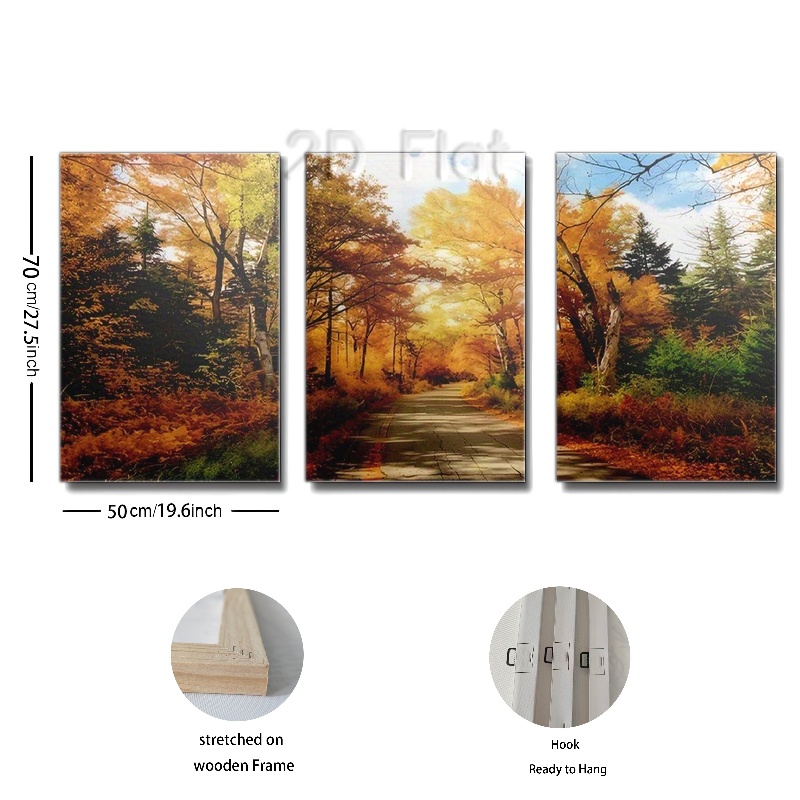 2D Flat
70 cm/27.5inch
50cm/19.6inch
stretched on
wooden Frame
Hook
Ready to Hang